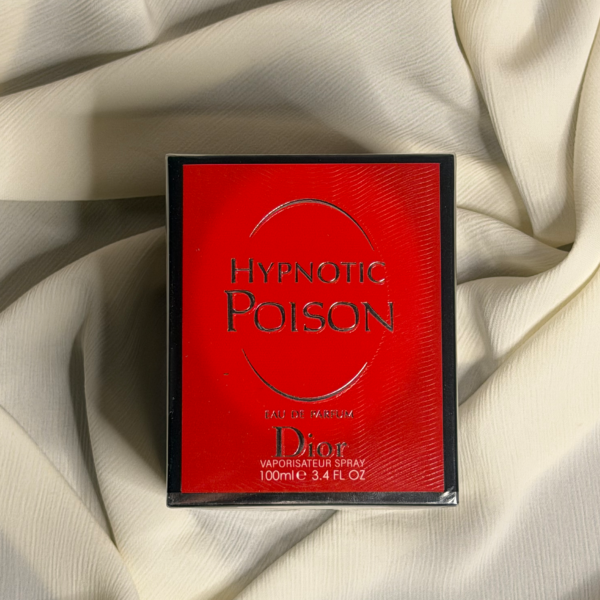 HYPNOTIC
POISON
EAU DE PARFUM
Dior
VAPORISATEUR SPRAY
100ml e 3.4 FL OZ